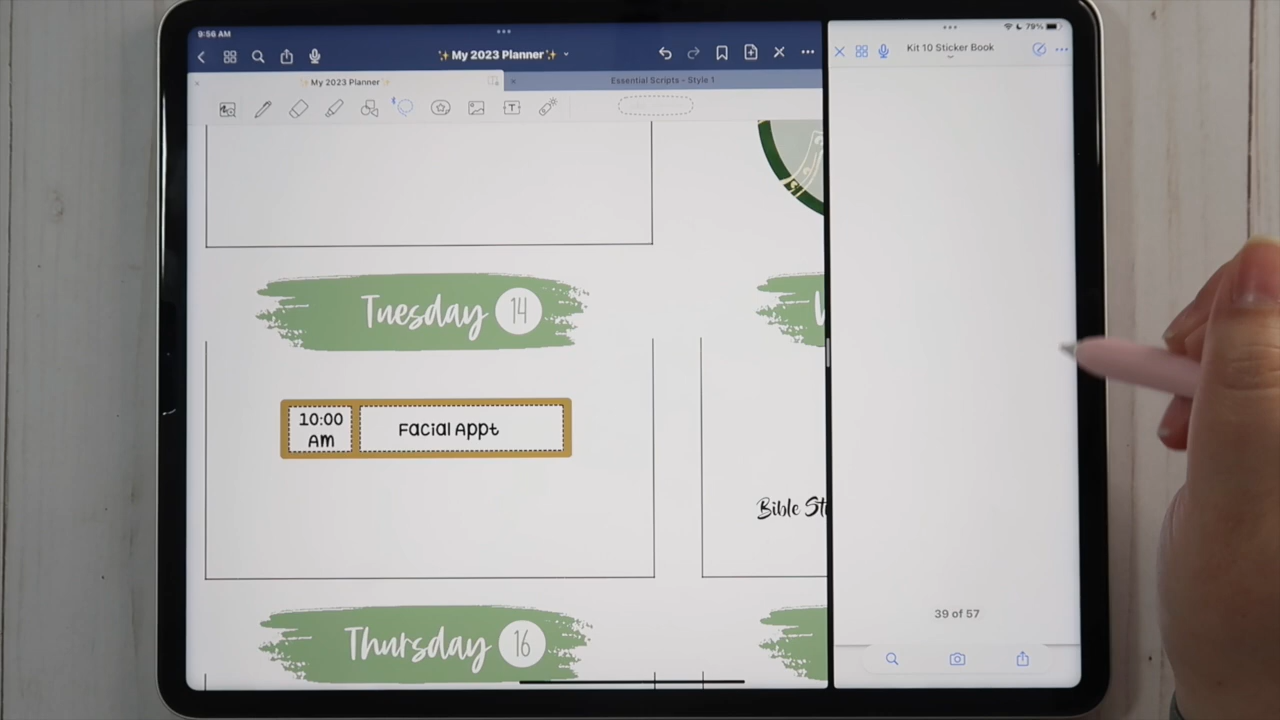 9:56 AM
79%
✨My 2023 Planner✨
Kit 10 Sticker Book
My 2023 Planner
Essential Scripts - Style 1
T
Tuesday 14
10:00
AM
Facial Appt
Bible
39 of 57
Thursday 16